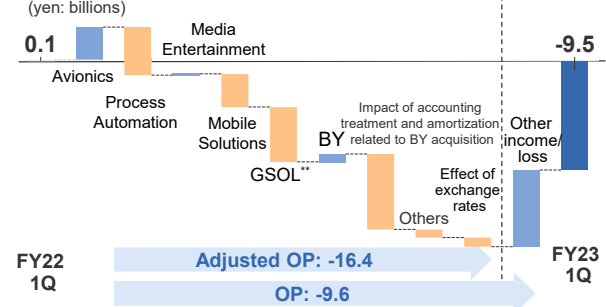 (yen: billions)
0.1
Media
Entertainment
-9.5
Avionics
Process
Automation
Mobile
Solutions
GSOL**
BY
Impact of accounting
treatment and amortization
related to BY acquisition
Others
Effect of
exchange
rates
Other
income/
loss
FY22
1Q
Adjusted OP: -16.4
OP: -9.6
FY23
1Q